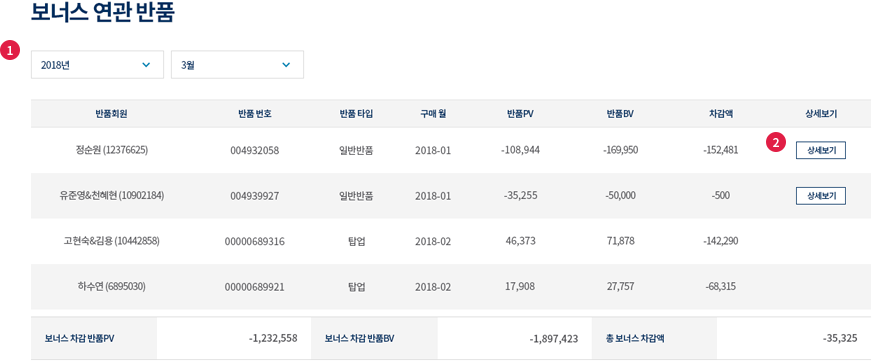 보너스 연관 반품
1
2018년 3월
반품회원 반품 번호 반품 타입 구매 월 반품PV 반품BV 차감액 상세보기
정순원 (12376625) 004932058 일반반품 2018-01 -108,944 -169,950 -152,481 2 상세보기
유준영&천혜현 (10902184) 004939927 일반반품 2018-01 -35,255 -50,000 -500 상세보기
고현숙&김용 (10442858) 00000689316 탑업 2018-02 46,373 71,878 -142,290
하수연 (6895030) 00000689921 탑업 2018-02 17,908 27,757 -68,315
보너스 차감 반품PV -1,232,558 보너스 차감 반품BV -1,897,423 총 보너스 차감액 -35,325